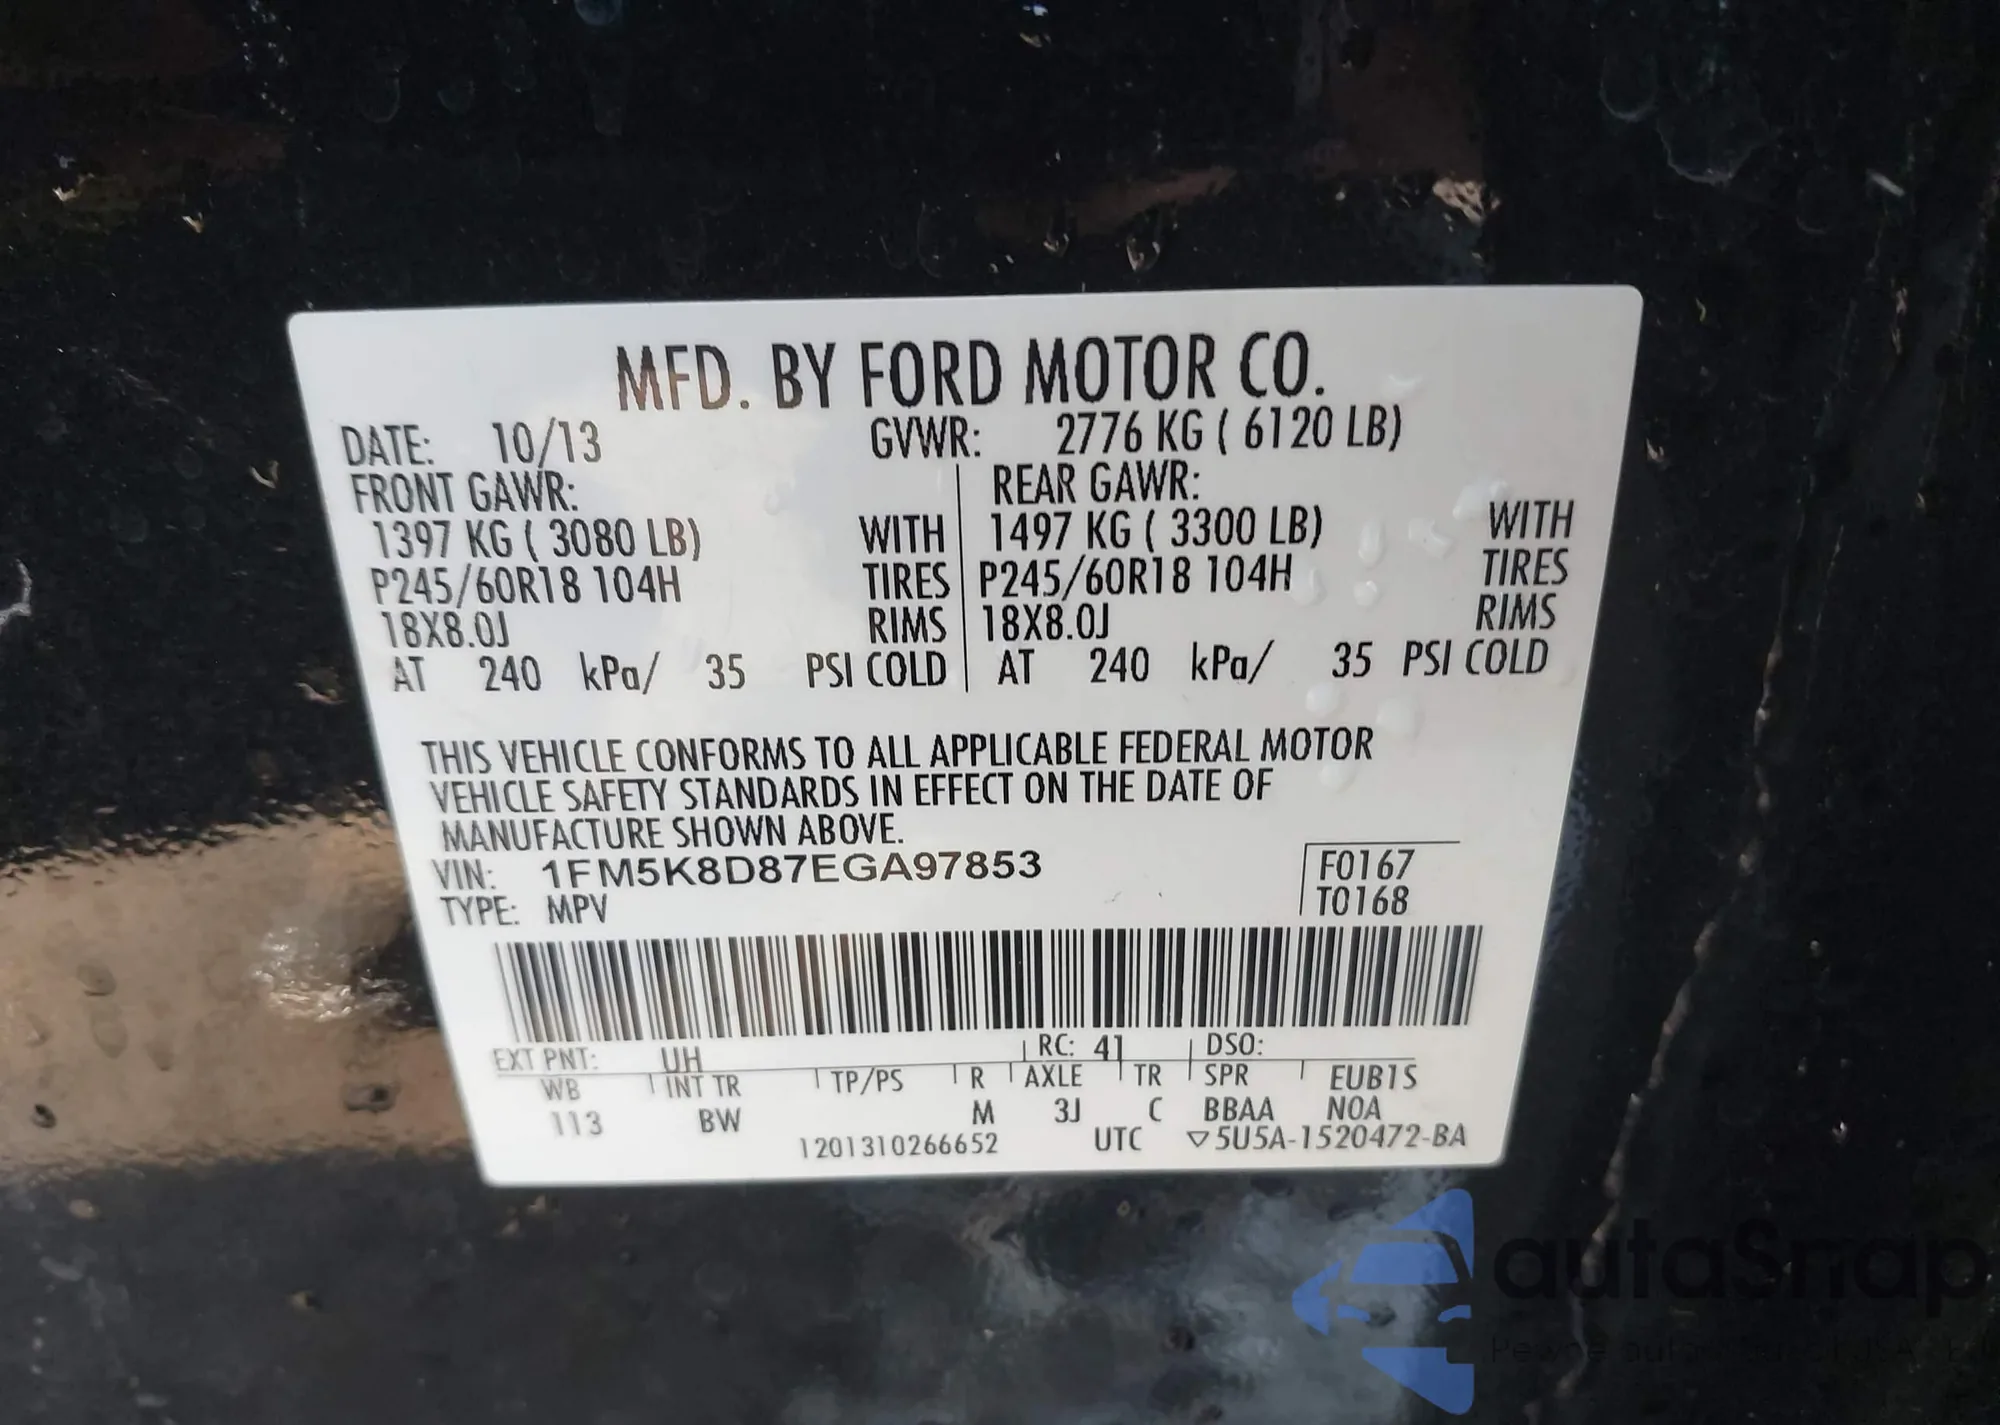 MFD. BY FORD MOTOR CO.
DATE: 10/13 GVWR: 2776 KG ( 6120 LB)
FRONT GAWR: REAR GAWR:
1397 KG ( 3080 LB) WITH 1497 KG ( 3300 LB) WITH
P245/60R18 104H TIRES P245/60R18 104H TIRES
18X8.0J RIMS 18X8.0J RIMS
AT 240 kPa/ 35 PSI COLD AT 240 kPa/ 35 PSI COLD
THIS VEHICLE CONFORMS TO ALL APPLICABLE FEDERAL MOTOR
VEHICLE SAFETY STANDARDS IN EFFECT ON THE DATE OF
MANUFACTURE SHOWN ABOVE.
VIN: 1FM5K8D87EGA97853 F0167
TYPE: MPV T0168
EXT PNT: UH RC: 41 DSO:
WB INT TR TP/PS R AXLE TR SPR EUB1S
113 BW M 3J C BBAA NOA
1201310266652 UTC ▽5U5A-1520472-BA
autaSnap